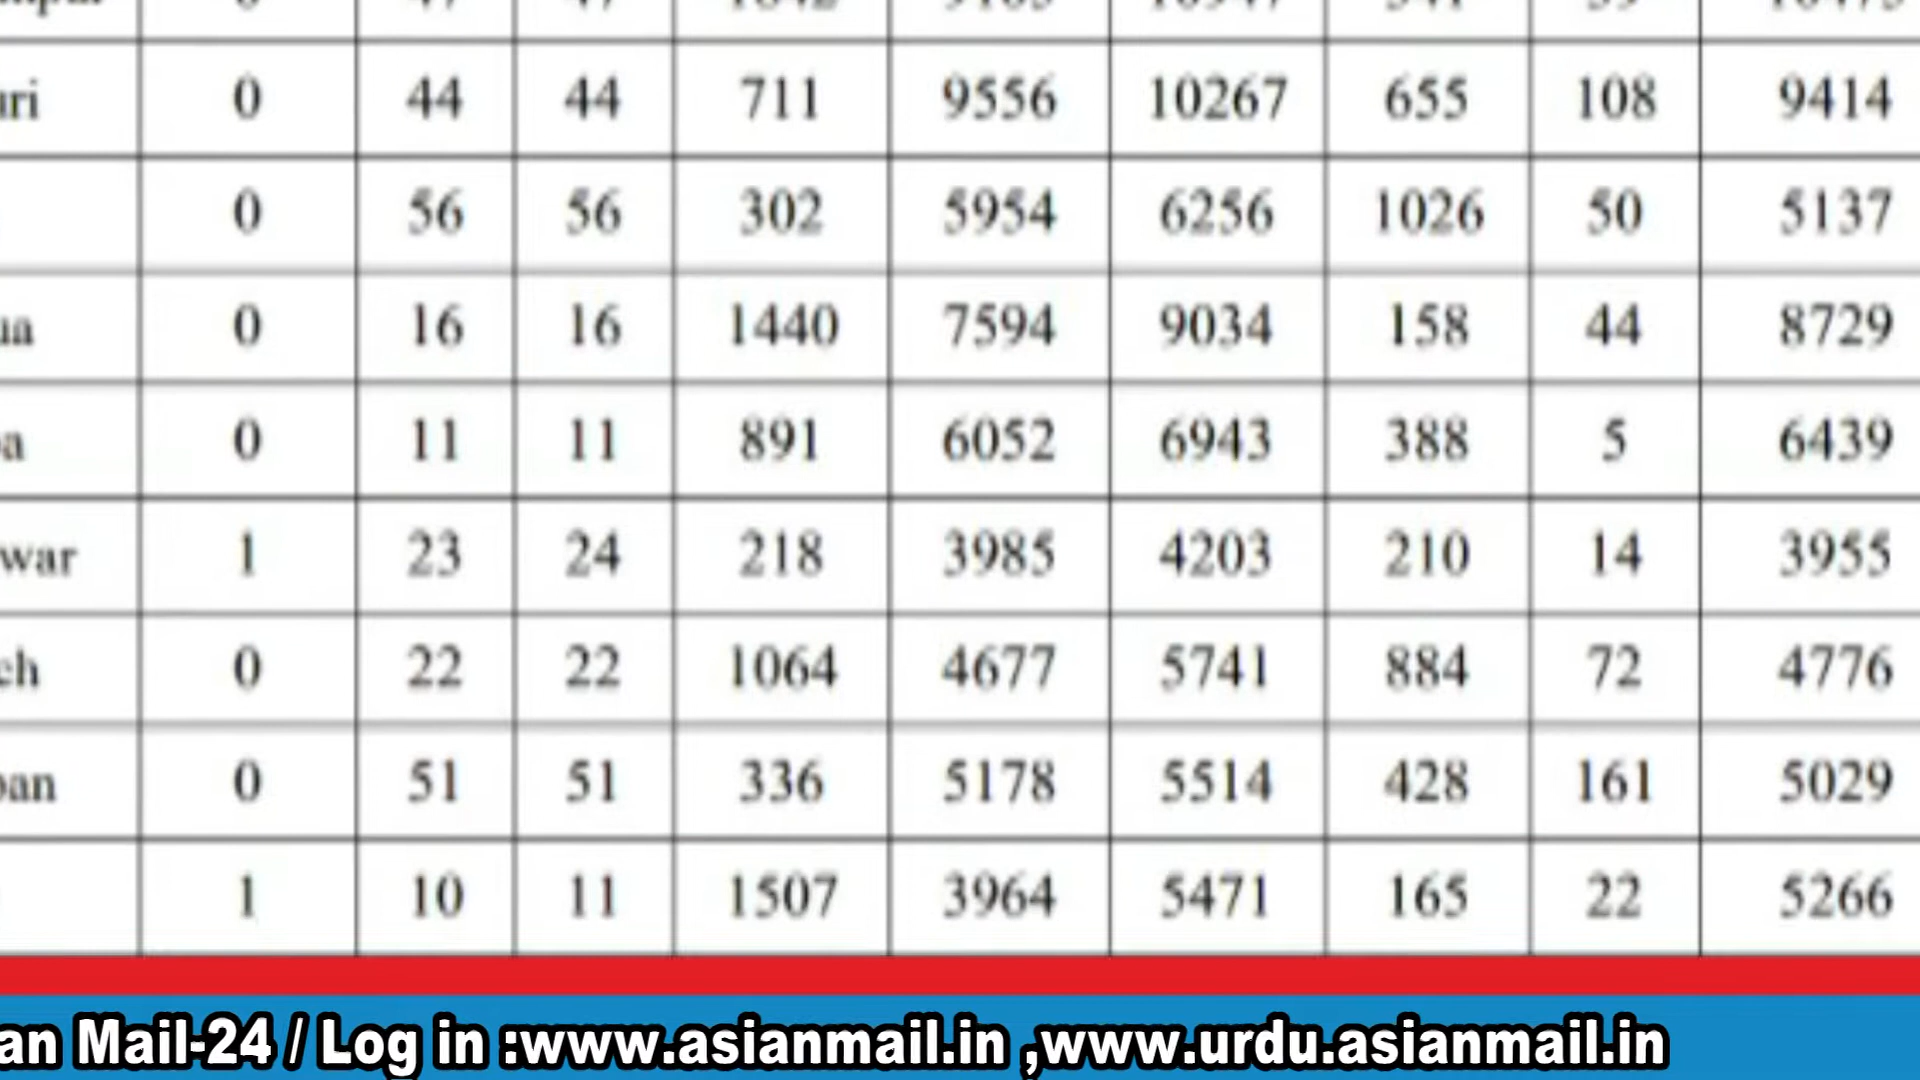 uri 0 44 44 711 9556 10267 655 108 9414
0 56 56 302 5954 6256 1026 50 5137
ua 0 16 16 1440 7594 9034 158 44 8729
a 0 11 11 891 6052 6943 388 5 6439
war 1 23 24 218 3985 4203 210 14 3955
ch 0 22 22 1064 4677 5741 884 72 4776
ban 0 51 51 336 5178 5514 428 161 5029
1 10 11 1507 3964 5471 165 22 5266
an Mail-24 / Log in :www.asianmail.in ,www.urdu.asianmail.in